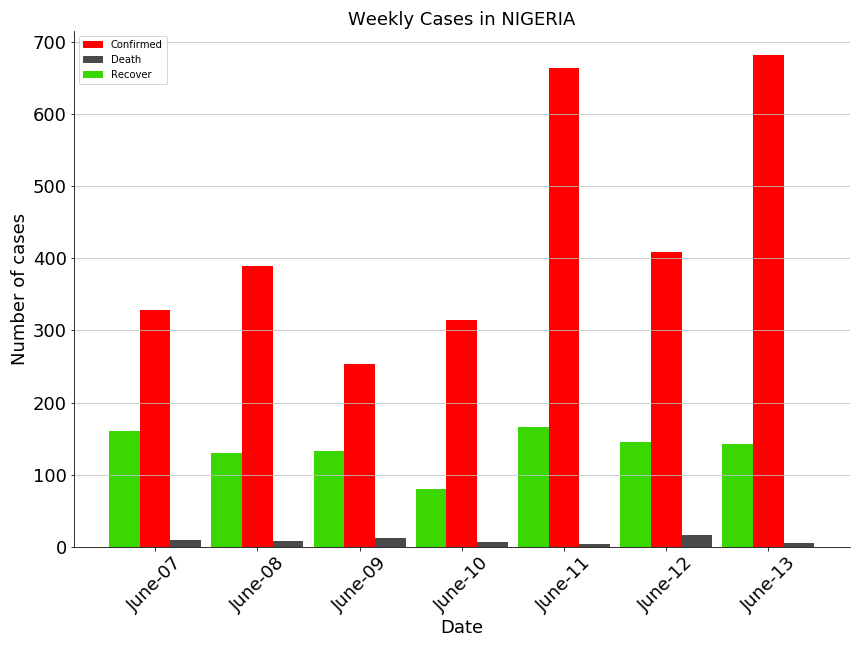 Weekly Cases in NIGERIA
Confirmed
Death
Recover
Number of cases
700
600
500
400
300
200
100
0
June-07
June-08
June-09
June-10
June-11
June-12
June-13
Date